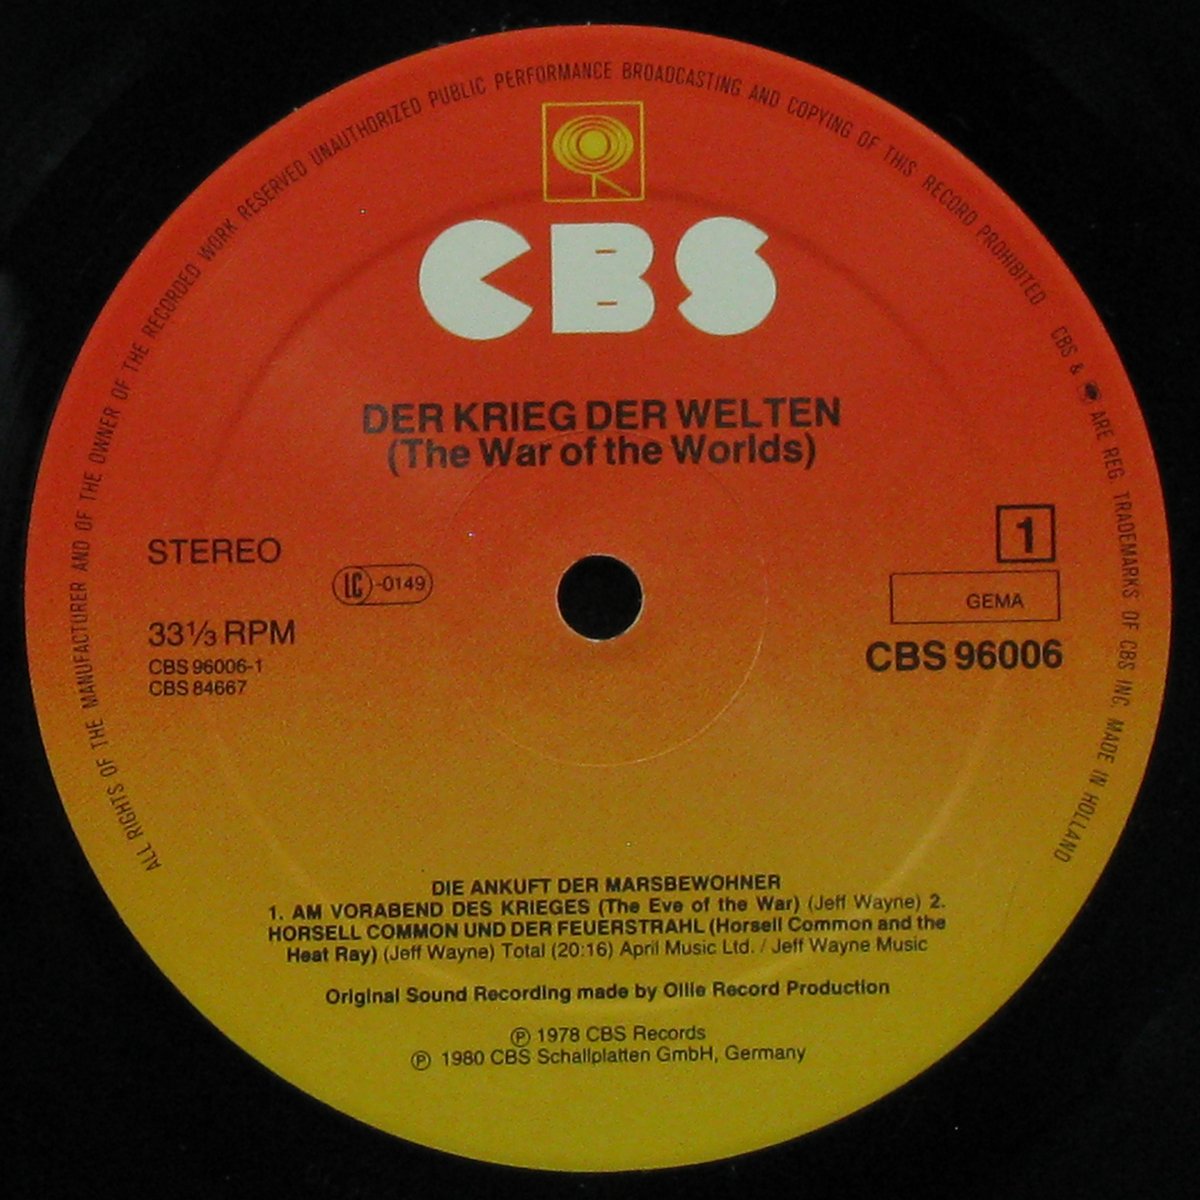 ALL RIGHTS OF THE MANUFACTURER AND OF THE OWNER OF THE RECORDED WORK RESERVED UNAUTHORIZED PUBLIC PERFORMANCE BROADCASTING AND COPYING OF THIS RECORD PROHIBITED CBS & ARE REG. TRADEMARKS OF CBS INC. MADE IN HOLLAND
CBS
DER KRIEG DER WELTEN
(The War of the Worlds)
STEREO
LC-0149
33⅓ RPM
CBS 96006-1
CBS 84667
1
GEMA
CBS 96006
DIE ANKUFT DER MARSBEWOHNER
1. AM VORABEND DES KRIEGES (The Eve of the War) (Jeff Wayne) 2.
HORSELL COMMON UND DER FEUERSTRAHL (Horsell Common and the
Heat Ray) (Jeff Wayne) Total (20:16) April Music Ltd. / Jeff Wayne Music
Original Sound Recording made by Ollie Record Production
℗ 1978 CBS Records
℗ 1980 CBS Schallplatten GmbH, Germany